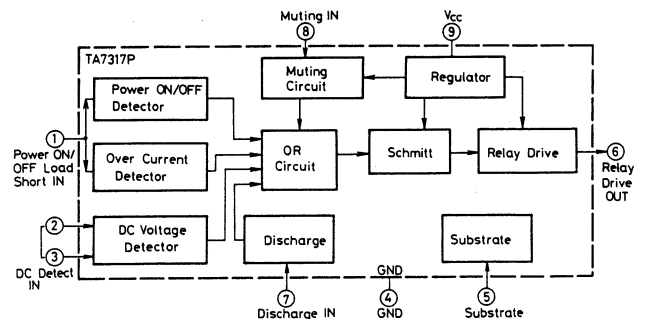 Muting IN
8
Vcc
9
TA7317P
Power ON/OFF
Detector
Muting
Circuit
Regulator
1
Power ON/
OFF Load
Short IN
Over Current
Detector
OR
Circuit
Schmitt
Relay Drive
6
Relay
Drive
OUT
2
3
DC Detect
IN
DC Voltage
Detector
Discharge
Substrate
GND
7
Discharge IN
4
GND
5
Substrate